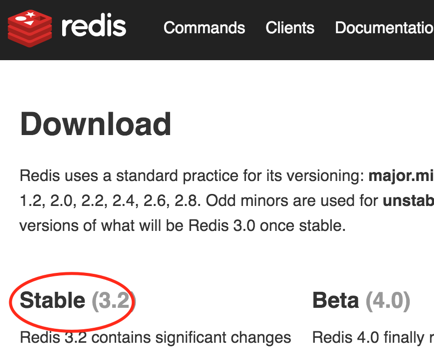 redis Commands Clients Documentatio
Download
Redis uses a standard practice for its versioning: major.mi
1.2, 2.0, 2.2, 2.4, 2.6, 2.8. Odd minors are used for unstab
versions of what will be Redis 3.0 once stable.
Stable (3.2) Beta (4.0)
Redis 3.2 contains significant changes Redis 4.0 finally r